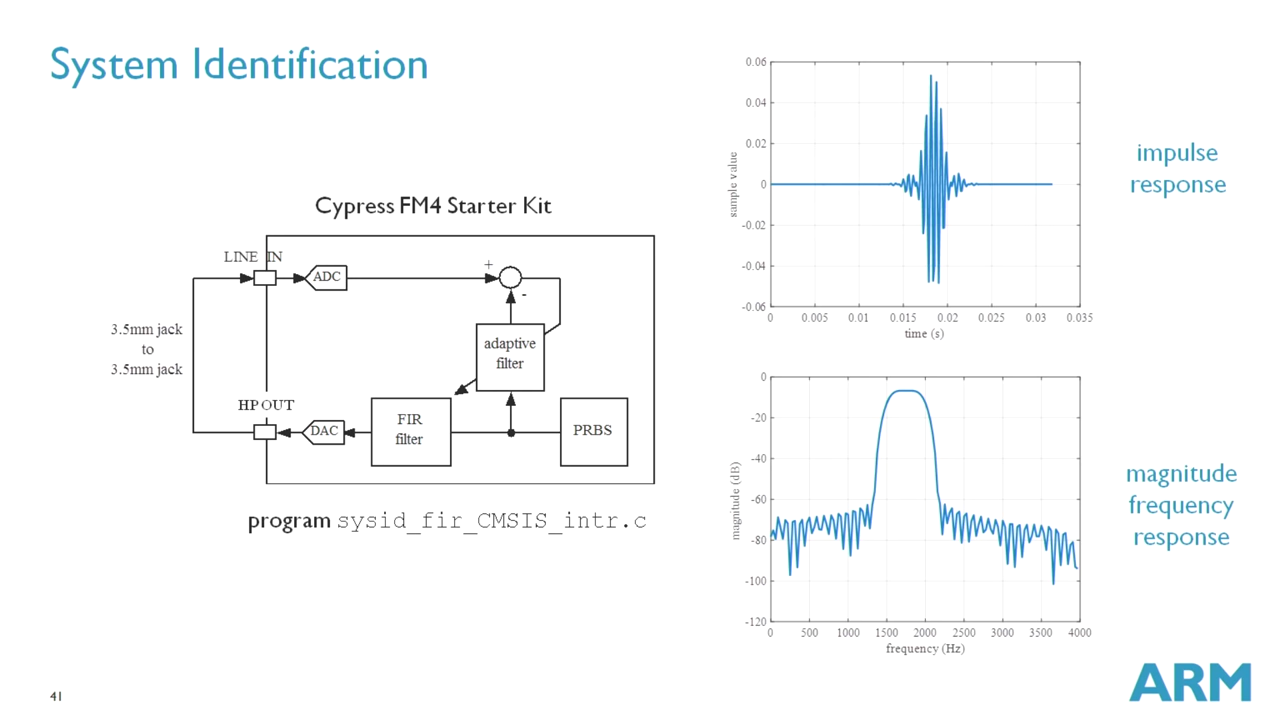 System Identification
Cypress FM4 Starter Kit
LINE IN
ADC
+
-
3.5mm jack
to
3.5mm jack
adaptive
filter
HP OUT
DAC
FIR
filter
PRBS
program sysid_fir_CMSIS_intr.c
0.06
0.04
0.02
0
-0.02
-0.04
-0.06
sample value
0 0.005 0.01 0.015 0.02 0.025 0.03 0.035
time (s)
impulse
response
0
-20
-40
-60
-80
-100
-120
magnitude (dB)
0 500 1000 1500 2000 2500 3000 3500 4000
frequency (Hz)
magnitude
frequency
response
41
ARM